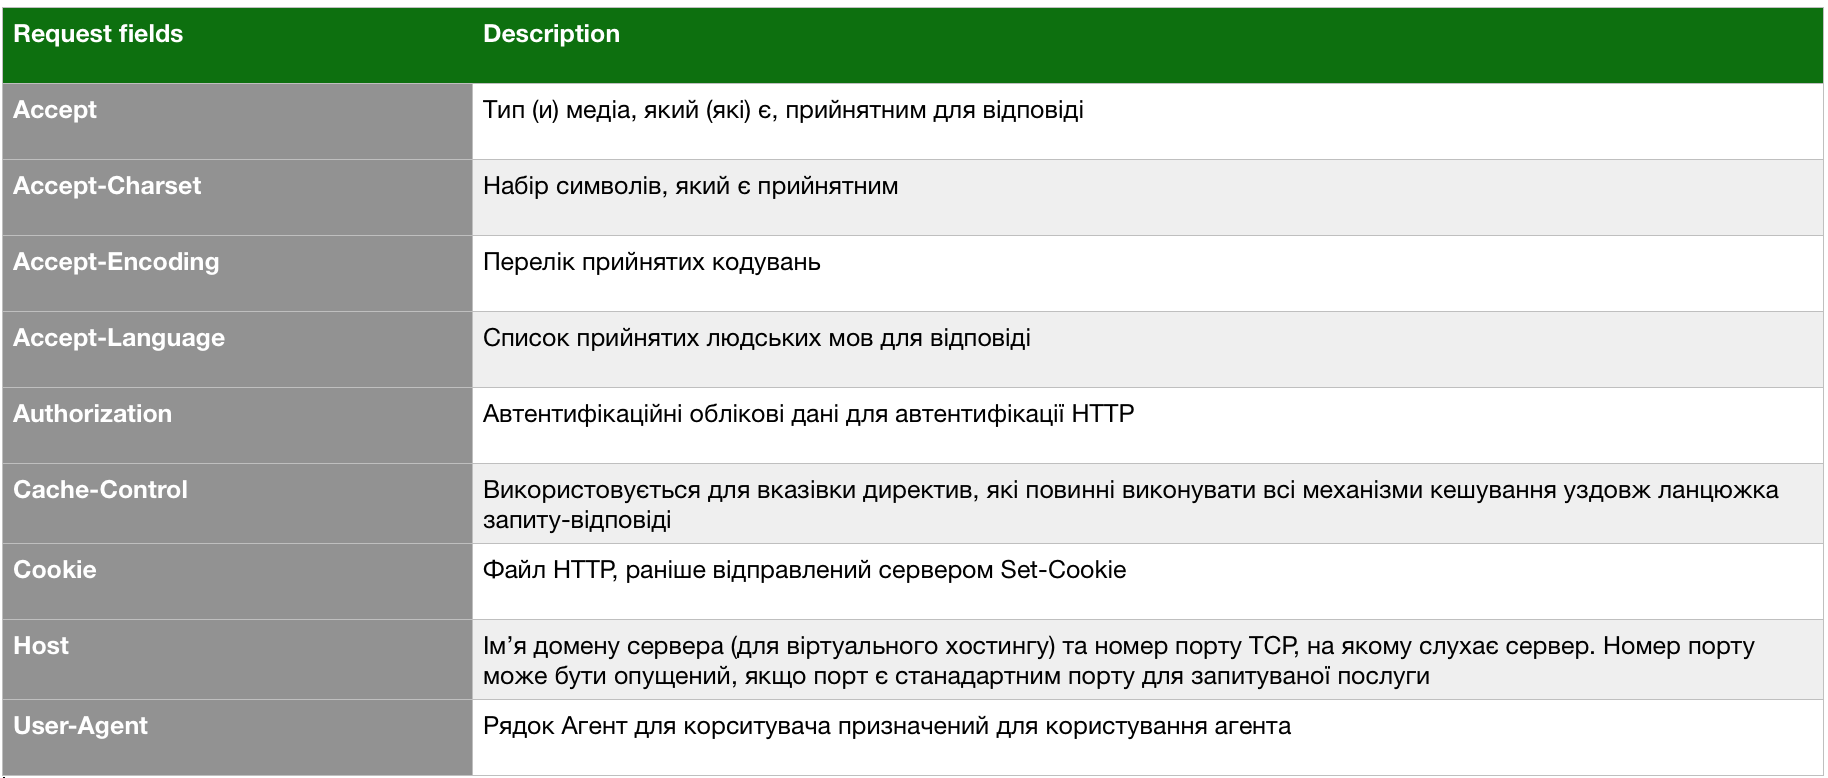 Request fields
Description
Accept
Тип (и) медіа, який (які) є, прийнятним для відповіді
Accept-Charset
Набір символів, який є прийнятним
Accept-Encoding
Перелік прийнятих кодувань
Accept-Language
Список прийнятих людських мов для відповіді
Authorization
Автентифікаційні облікові дані для автентифікації HTTP
Cache-Control
Використовується для вказівки директив, які повинні виконувати всі механізми кешування уздовж ланцюжка
запиту-відповіді
Cookie
Файл HTTP, раніше відправлений сервером Set-Cookie
Host
Ім’я домену сервера (для віртуального хостингу) та номер порту TCP, на якому слухає сервер. Номер порту
може бути опущений, якщо порт є станадартним порту для запитуваної послуги
User-Agent
Рядок Агент для корситувача призначений для користування агента